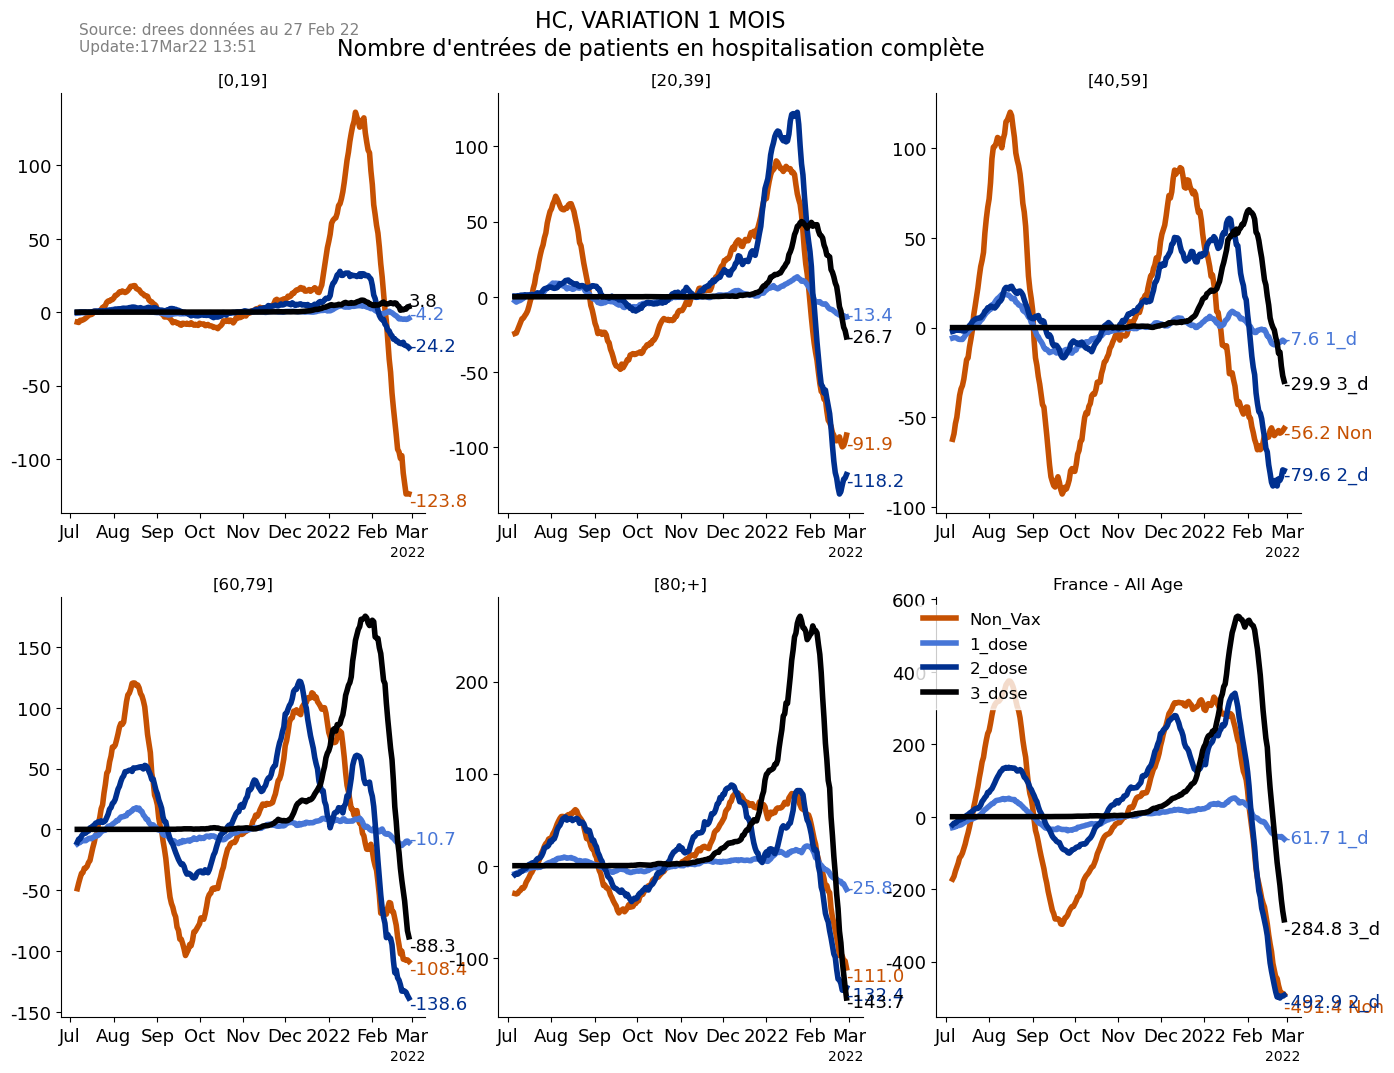 HC, VARIATION 1 MOIS
Nombre d'entrées de patients en hospitalisation complète
Source: drees données au 27 Feb 22
Update:17Mar22 13:51
[0,19]
100
50
0
-50
-100
3.8
-4.2
-24.2
-123.8
Jul Aug Sep Oct Nov Dec 2022 Feb Mar
2022
[20,39]
100
50
0
-50
-100
-13.4
-26.7
-91.9
-118.2
Jul Aug Sep Oct Nov Dec 2022 Feb Mar
2022
[40,59]
100
50
0
-50
-100
-7.6 1_d
-29.9 3_d
-56.2 Non
-79.6 2_d
Jul Aug Sep Oct Nov Dec 2022 Feb Mar
2022
[60,79]
150
100
50
0
-50
-100
-150
-10.7
-88.3
-108.4
-138.6
Jul Aug Sep Oct Nov Dec 2022 Feb Mar
2022
[80;+]
200
100
0
-100
-25.8
-111.0
-132.4
-143.7
Jul Aug Sep Oct Nov Dec 2022 Feb Mar
2022
France - All Age
Non_Vax
1_dose
2_dose
3_dose
600
400
200
0
-200
-400
-61.7 1_d
-284.8 3_d
-492.9 2_d
-491.4 Non
Jul Aug Sep Oct Nov Dec 2022 Feb Mar
2022